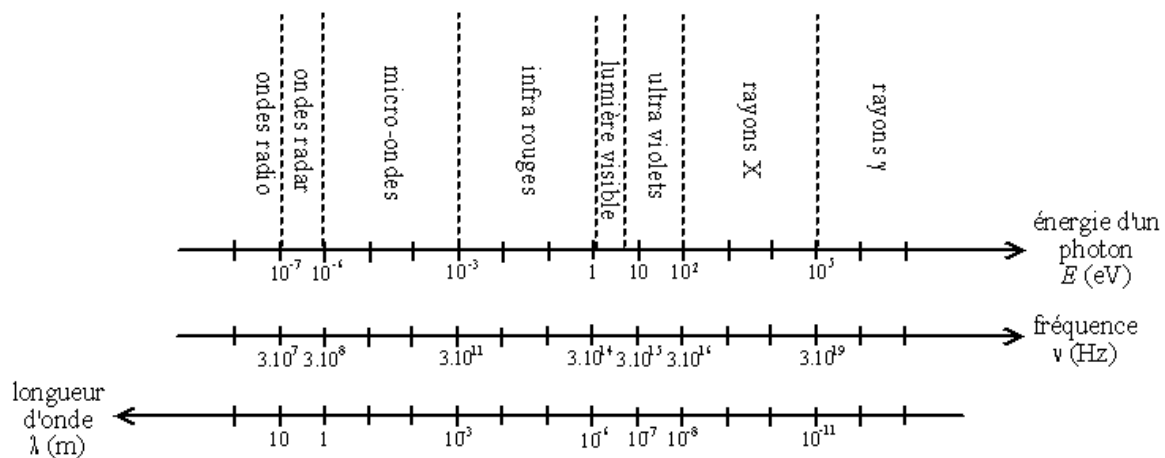 ondes radio
ondes radar
micro-ondes
infra rouges
lumière visible
ultra violets
rayons X
rayons γ
énergie d'un
photon
E (eV)
10⁻⁷ 10⁻⁶ 10⁻³ 1 10 10² 10⁵
fréquence
ν (Hz)
3.10⁷ 3.10⁸ 3.10¹¹ 3.10¹⁴ 3.10¹⁵ 3.10¹⁶ 3.10¹⁹
longueur
d'onde
λ (m)
10 1 10⁻³ 10⁻⁶ 10⁻⁷ 10⁻⁸ 10⁻¹¹